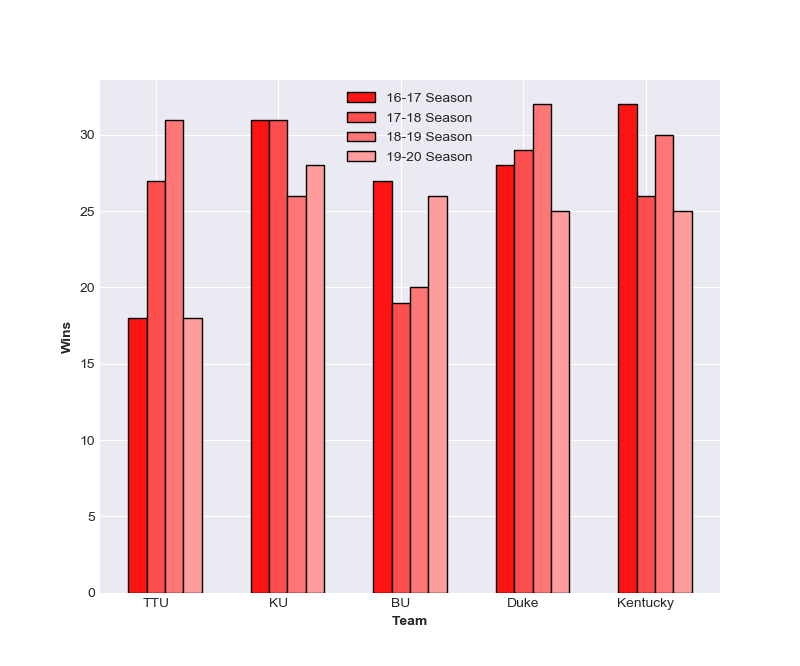 16-17 Season
17-18 Season
18-19 Season
19-20 Season
30
25
20
15
10
5
0
Wins
TTU KU BU Duke Kentucky
Team